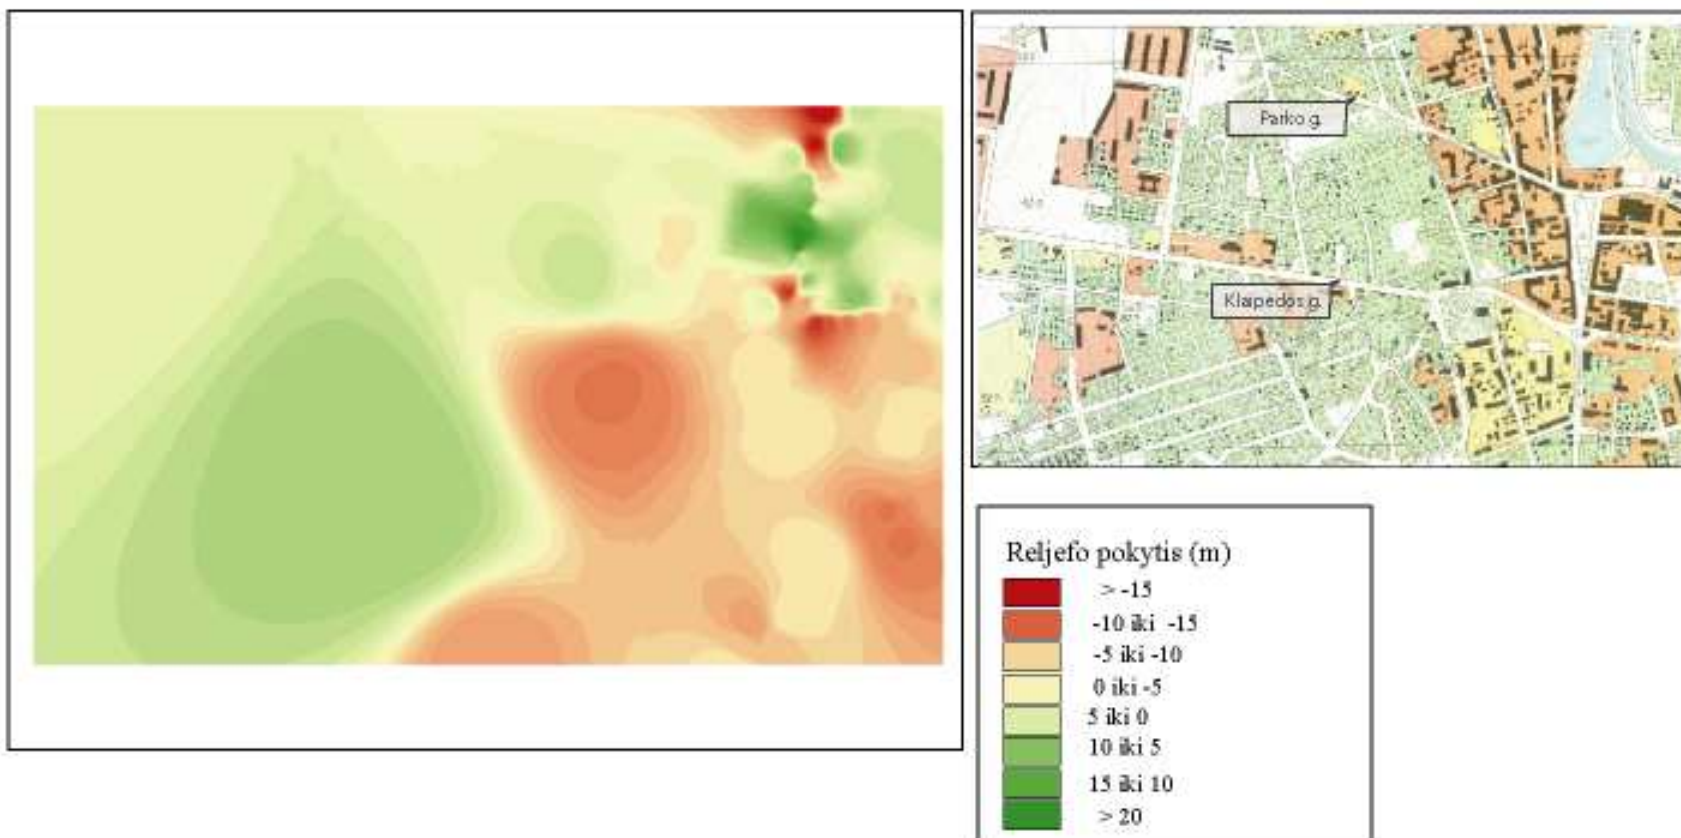 Parko g.
Klaipedos g.
Reljefo pokytis (m)
> -15
-10 iki -15
-5 iki -10
0 iki -5
5 iki 0
10 iki 5
15 iki 10
> 20